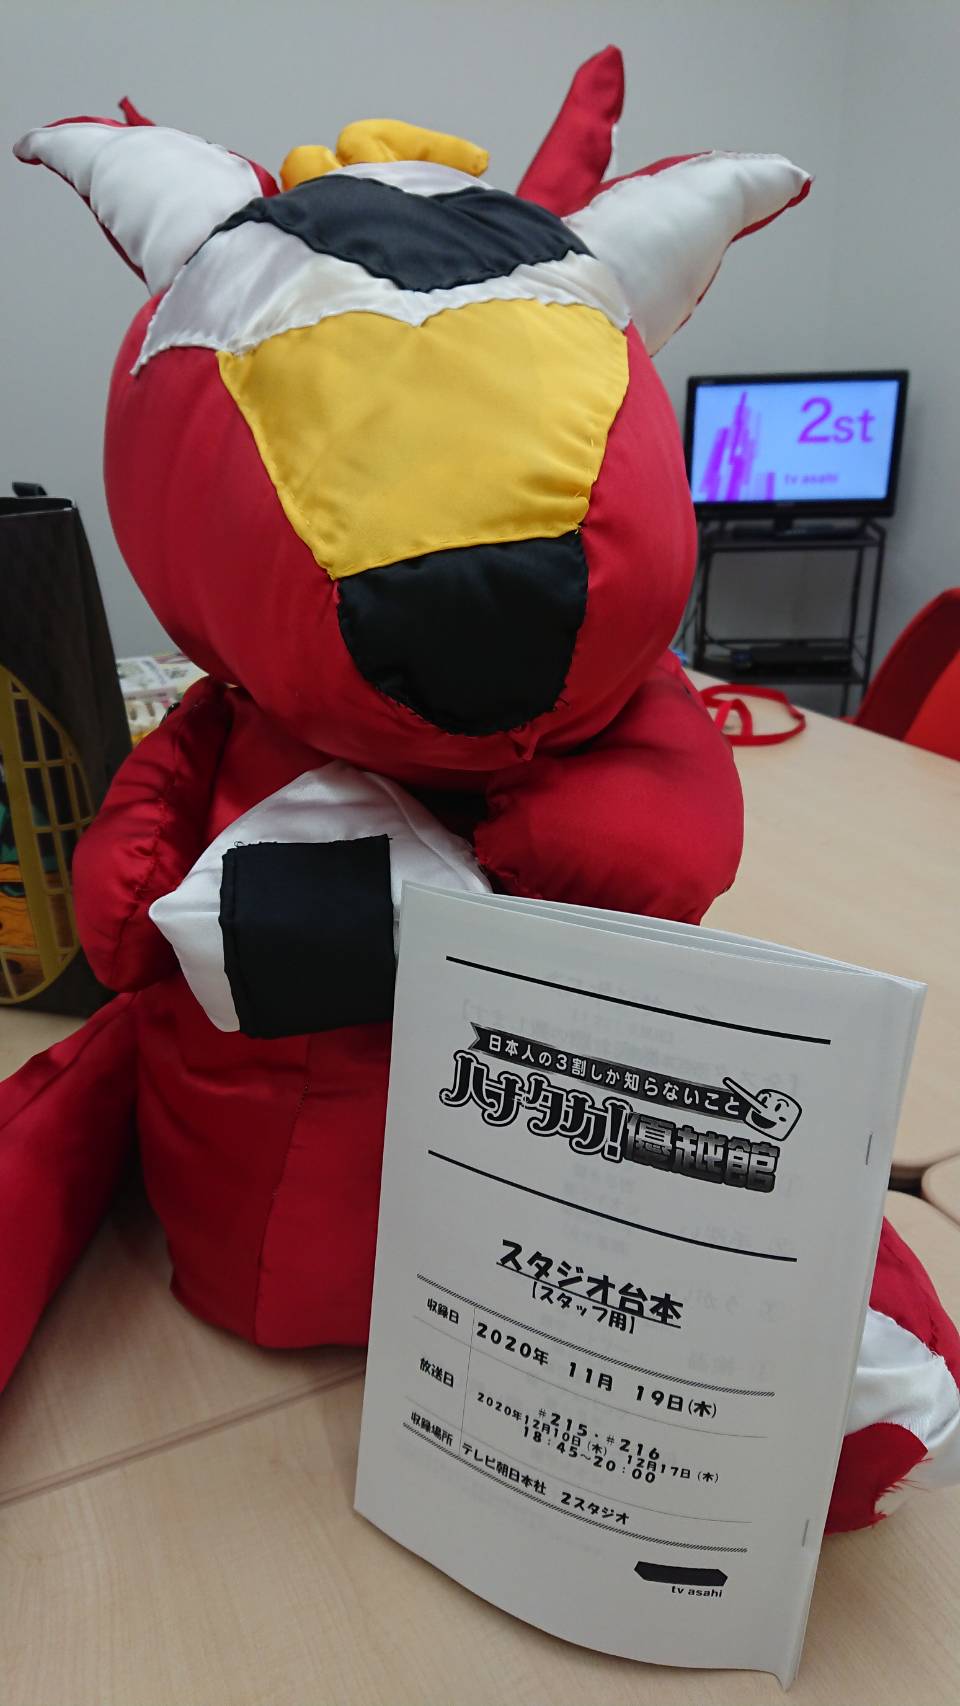 2st
tv asahi
日本人の3割しか知らないこと
ハナタカ!優越館
スタジオ台本
【スタッフ用】
収録日 2020年 11月 19日(木)
放送日 #215・#216
2020年12月10日(木) 12月17日(木)
18:45~20:00
収録場所 テレビ朝日本社 2スタジオ
tv asahi